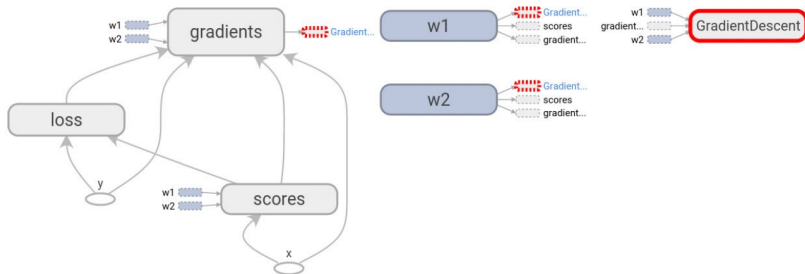 w1
w2
gradients
Gradient...
loss
y
w1
w2
scores
x
w1
Gradient...
scores
gradient...
w2
Gradient...
scores
gradient...
w1
gradient...
w2
GradientDescent